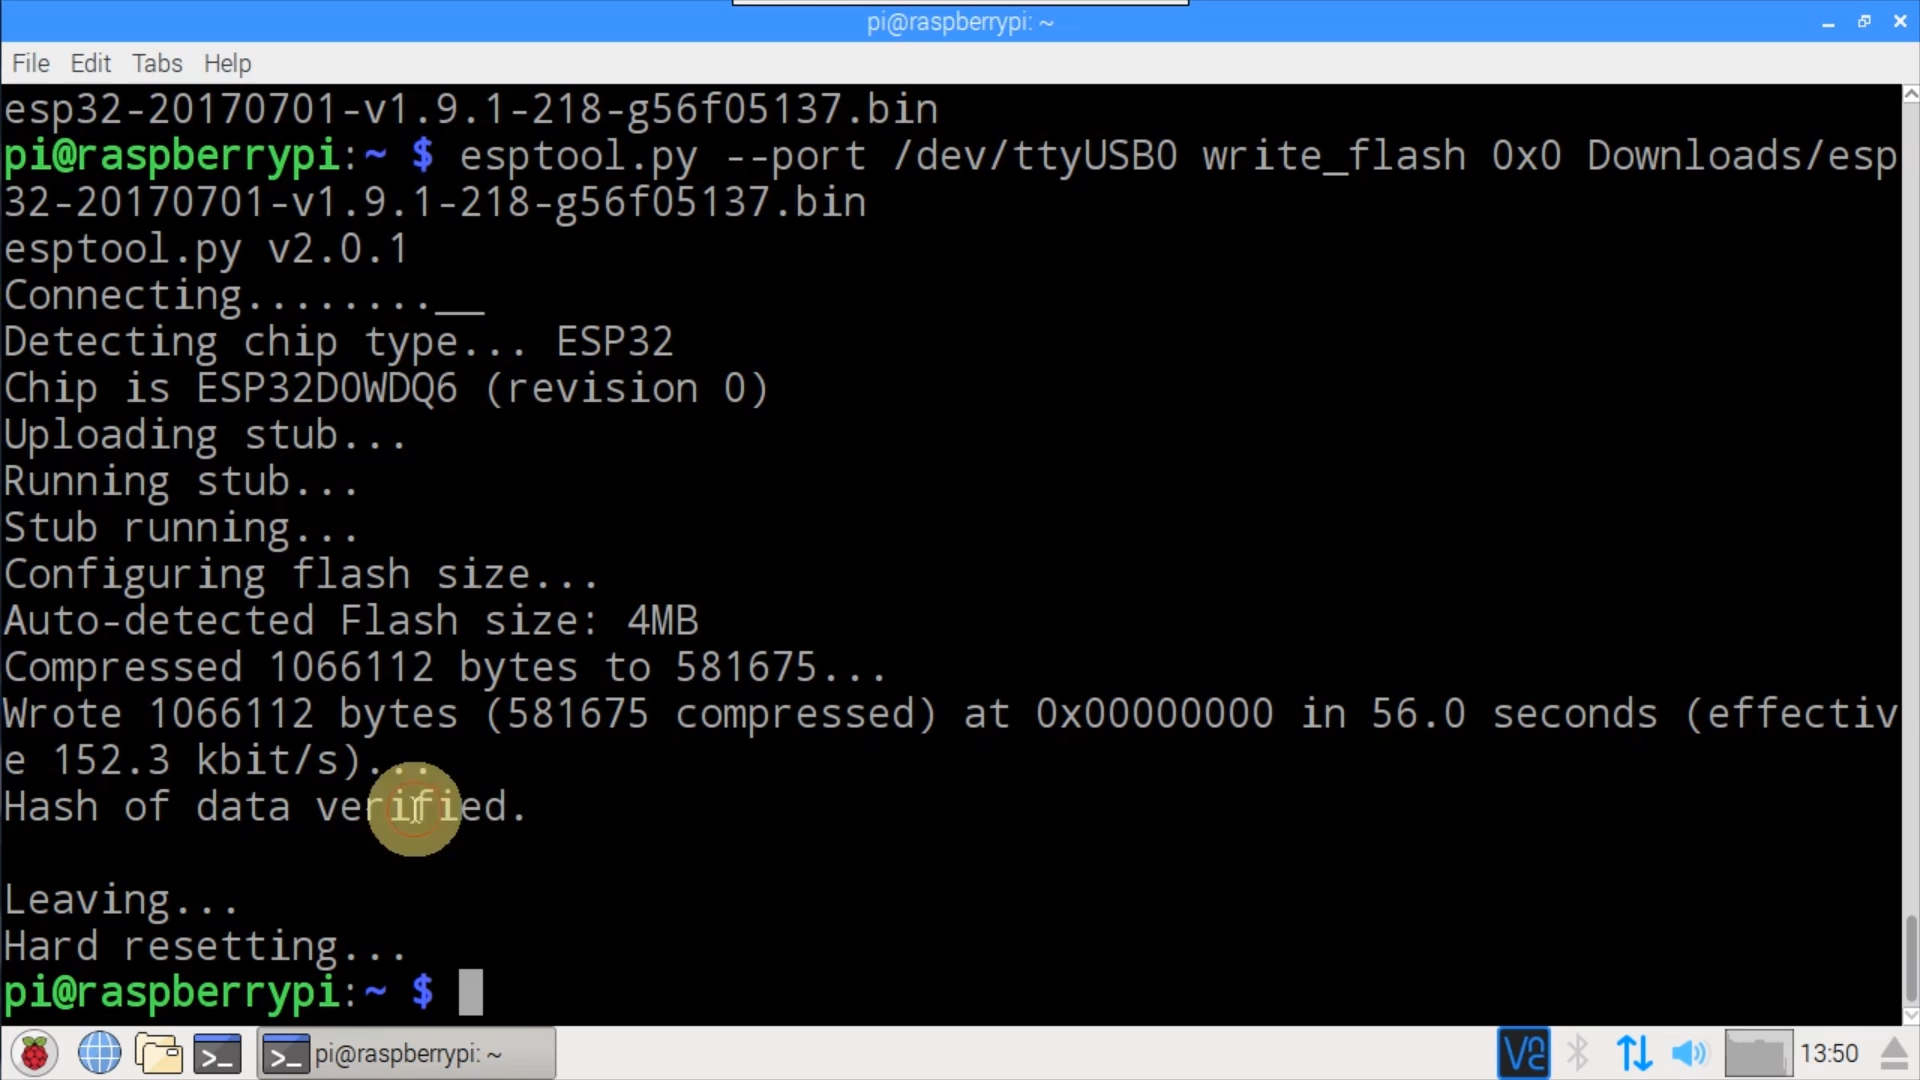 pi@raspberrypi: ~
File Edit Tabs Help
esp32-20170701-v1.9.1-218-g56f05137.bin
pi@raspberrypi:~ $ esptool.py --port /dev/ttyUSB0 write_flash 0x0 Downloads/esp
32-20170701-v1.9.1-218-g56f05137.bin
esptool.py v2.0.1
Connecting........__
Detecting chip type... ESP32
Chip is ESP32D0WDQ6 (revision 0)
Uploading stub...
Running stub...
Stub running...
Configuring flash size...
Auto-detected Flash size: 4MB
Compressed 1066112 bytes to 581675...
Wrote 1066112 bytes (581675 compressed) at 0x00000000 in 56.0 seconds (effectiv
e 152.3 kbit/s)...
Hash of data verified.
Leaving...
Hard resetting...
pi@raspberrypi:~ $
pi@raspberrypi: ~
13:50